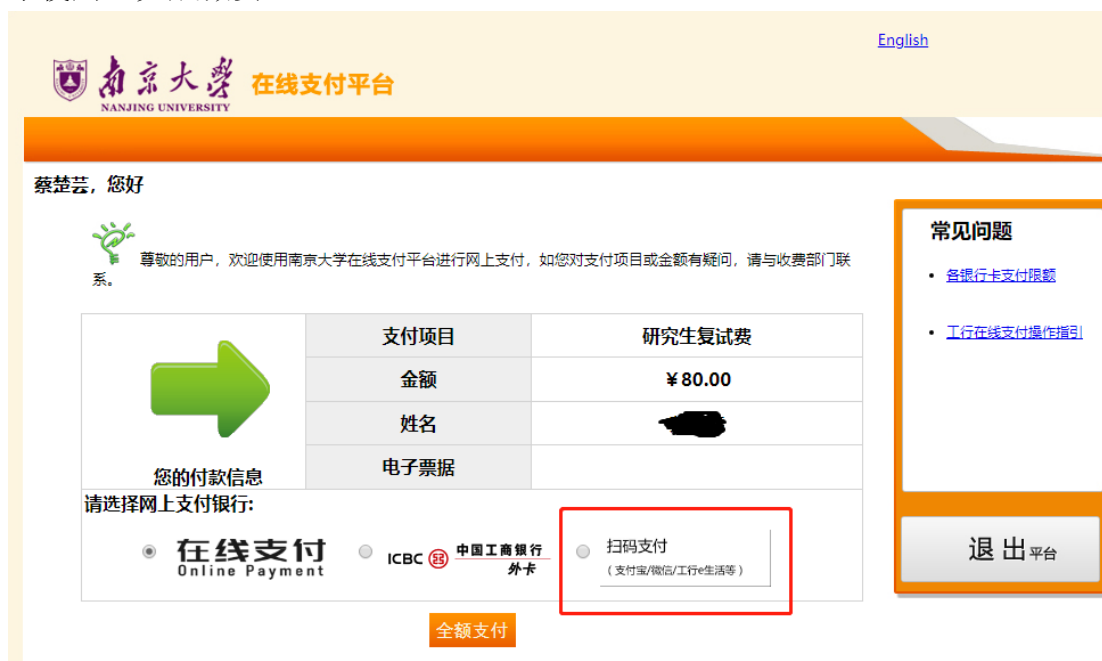 English
南京大學 在线支付平台
NANJING UNIVERSITY
蔡楚芸，您好
尊敬的用户，欢迎使用南京大学在线支付平台进行网上支付，如您对支付项目或金额有疑问，请与收费部门联
系。
常见问题
各银行卡支付限额
工行在线支付操作指引
支付项目 研究生复试费
金额 ￥80.00
姓名
电子票据
您的付款信息
请选择网上支付银行:
在线支付
Online Payment
ICBC 中国工商银行
外卡
扫码支付
（支付宝/微信/工行e生活等）
全额支付
退出平台